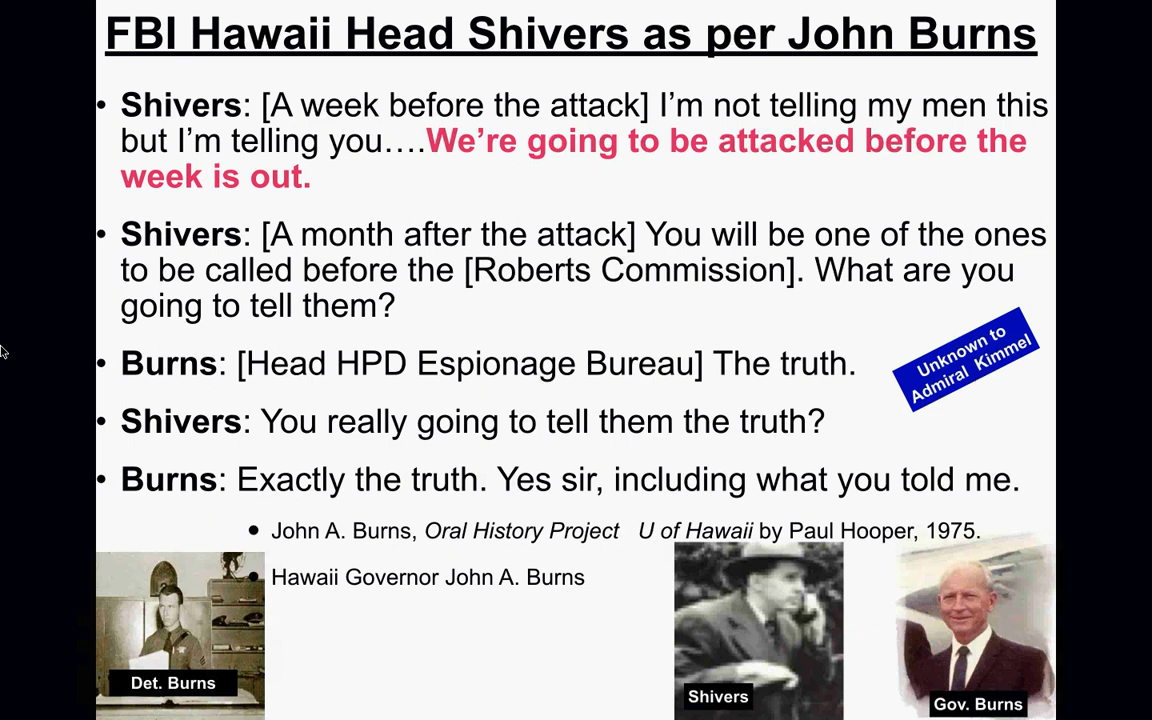 FBI Hawaii Head Shivers as per John Burns
• Shivers: [A week before the attack] I’m not telling my men this
but I’m telling you….We’re going to be attacked before the
week is out.
• Shivers: [A month after the attack] You will be one of the ones
to be called before the [Roberts Commission]. What are you
going to tell them?
Unknown to
Admiral Kimmel
• Burns: [Head HPD Espionage Bureau] The truth.
• Shivers: You really going to tell them the truth?
• Burns: Exactly the truth. Yes sir, including what you told me.
• John A. Burns, Oral History Project U of Hawaii by Paul Hooper, 1975.
• Hawaii Governor John A. Burns
Det. Burns
Shivers
Gov. Burns